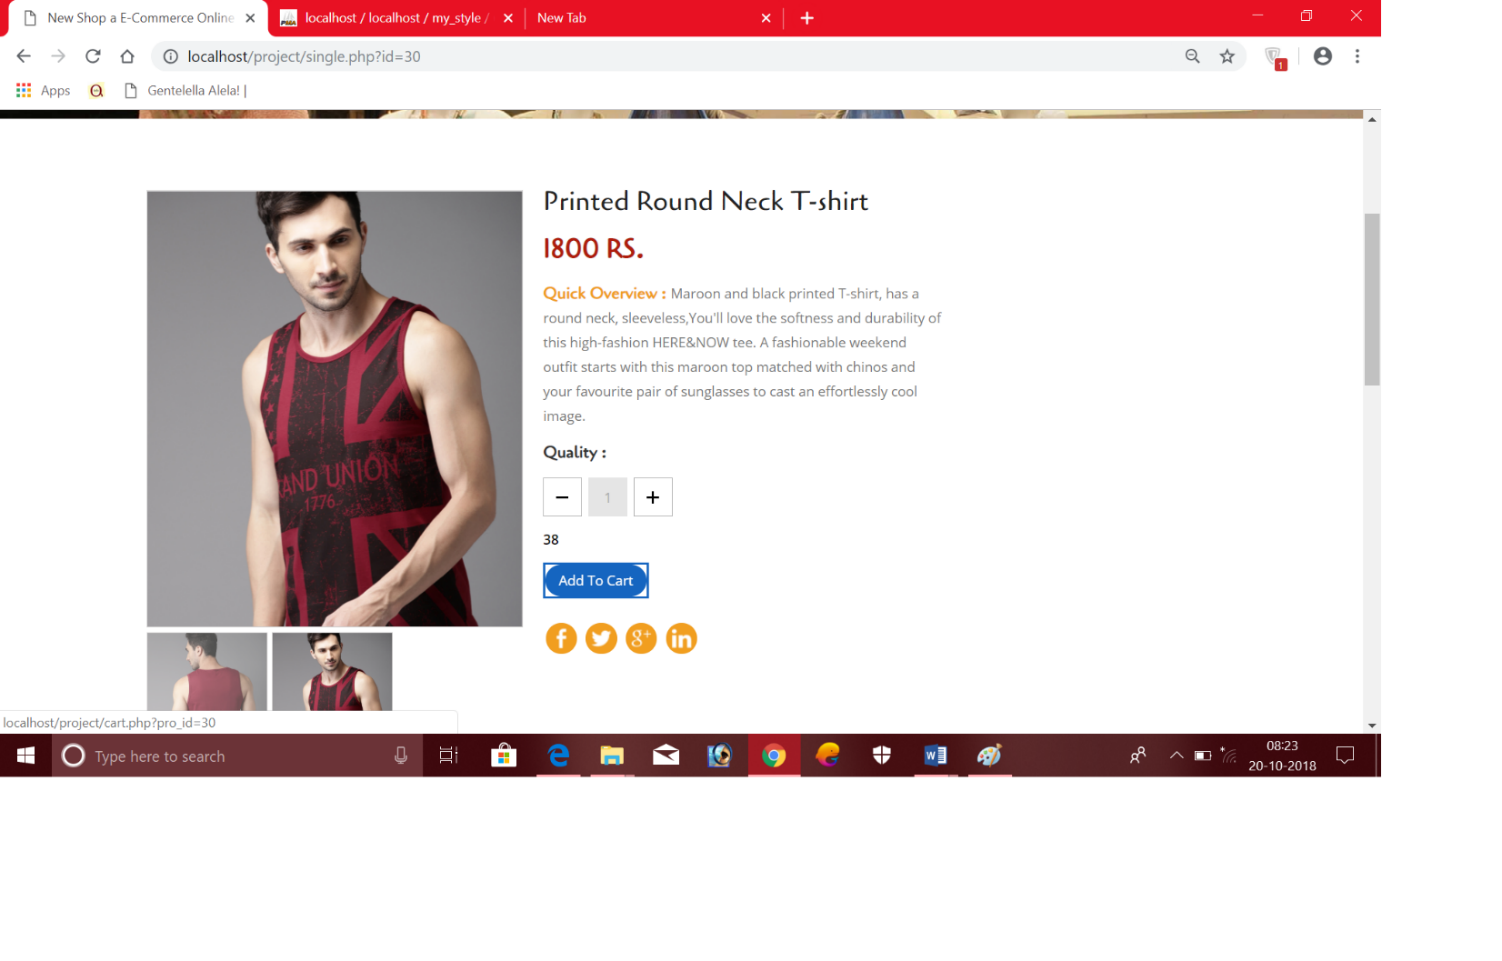 New Shop a E-Commerce Online
localhost / localhost / my_style /
New Tab
localhost/project/single.php?id=30
1
Apps
Gentelella Alela! |
Printed Round Neck T-shirt
1800 RS.
Quick Overview : Maroon and black printed T-shirt, has a
round neck, sleeveless,You'll love the softness and durability of
this high-fashion HERE&NOW tee. A fashionable weekend
outfit starts with this maroon top matched with chinos and
your favourite pair of sunglasses to cast an effortlessly cool
image.
AND UNION
1776
Quality :
1
38
Add To Cart
localhost/project/cart.php?pro_id=30
Type here to search
08:23
20-10-2018